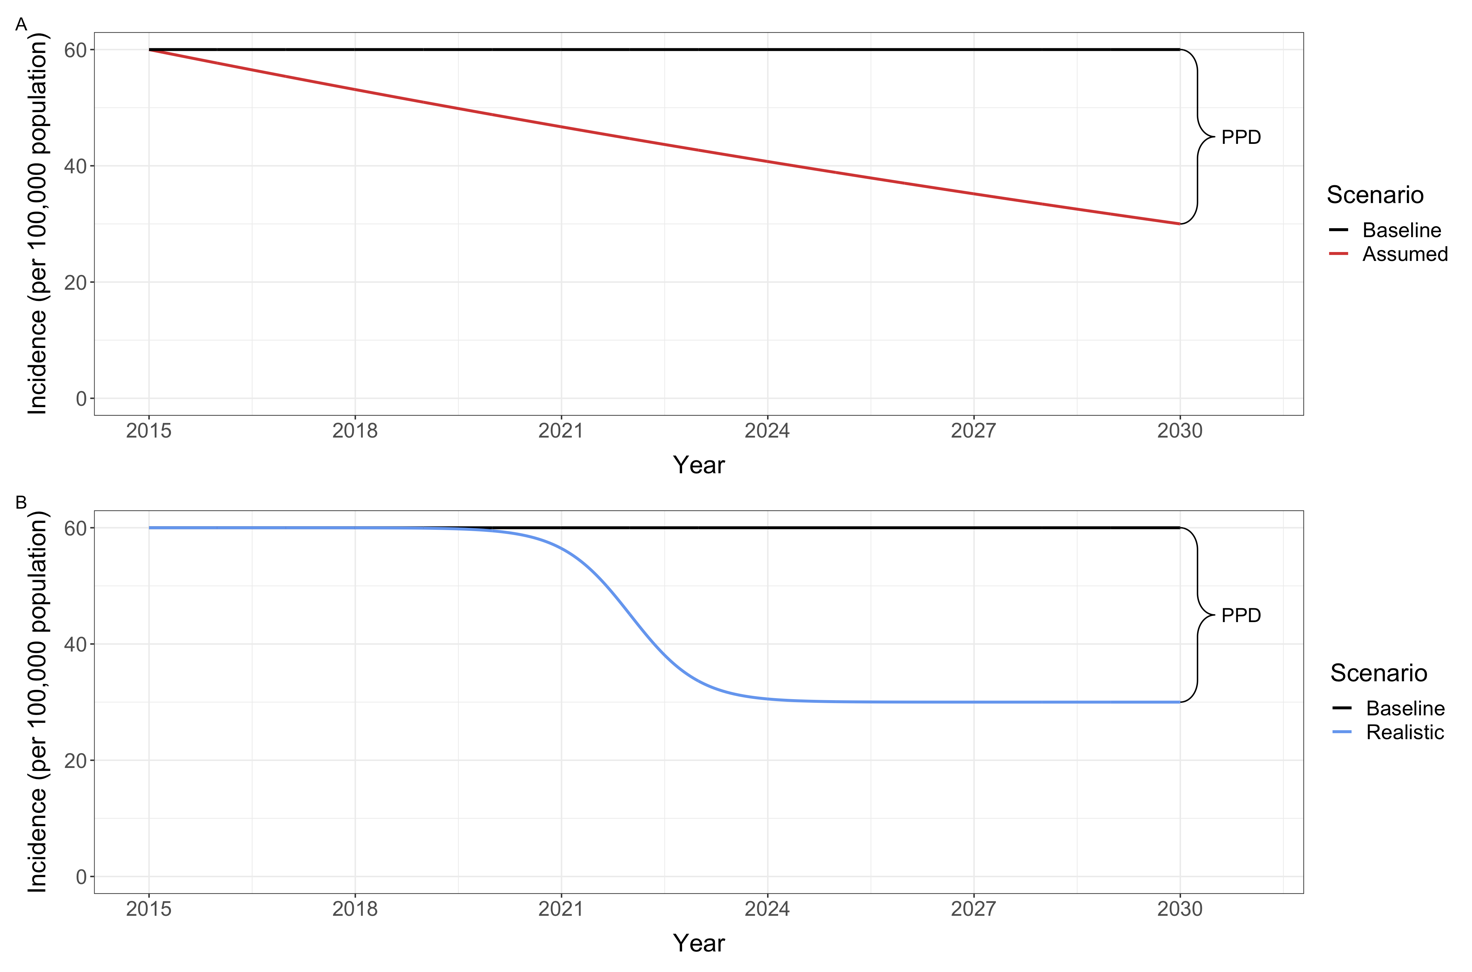 A
Incidence (per 100,000 population)
60
40
20
0
PPD
2015 2018 2021 2024 2027 2030
Year
Scenario
Baseline
Assumed
B
Incidence (per 100,000 population)
60
40
20
0
PPD
2015 2018 2021 2024 2027 2030
Year
Scenario
Baseline
Realistic